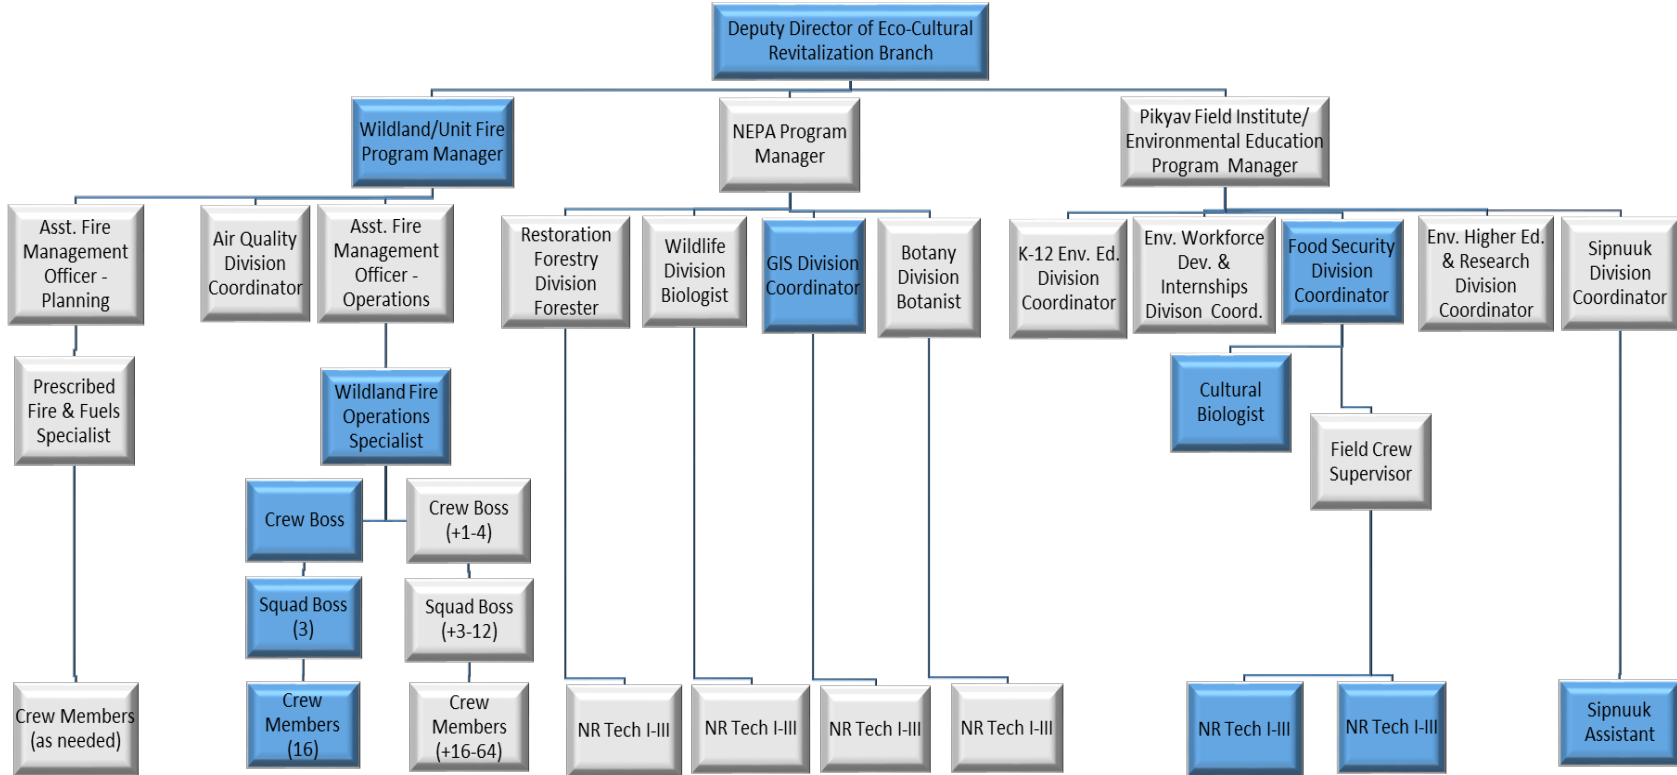 Deputy Director of Eco-Cultural
Revitalization Branch
Wildland/Unit Fire
Program Manager
NEPA Program
Manager
Pikyav Field Institute/
Environmental Education
Program Manager
Asst. Fire
Management
Officer -
Planning
Air Quality
Division
Coordinator
Asst. Fire
Management
Officer -
Operations
Restoration
Forestry
Division
Forester
Wildlife
Division
Biologist
GIS Division
Coordinator
Botany
Division
Botanist
K-12 Env. Ed.
Division
Coordinator
Env. Workforce
Dev. &
Internships
Divison Coord.
Food Security
Division
Coordinator
Env. Higher Ed.
& Research
Division
Coordinator
Sipnuuk
Division
Coordinator
Prescribed
Fire & Fuels
Specialist
Wildland Fire
Operations
Specialist
Cultural
Biologist
Field Crew
Supervisor
Crew Boss
Crew Boss
(+1-4)
Squad Boss
(3)
Squad Boss
(+3-12)
Crew Members
(as needed)
Crew
Members
(16)
Crew
Members
(+16-64)
NR Tech I-III
NR Tech I-III
NR Tech I-III
NR Tech I-III
NR Tech I-III
NR Tech I-III
Sipnuuk
Assistant